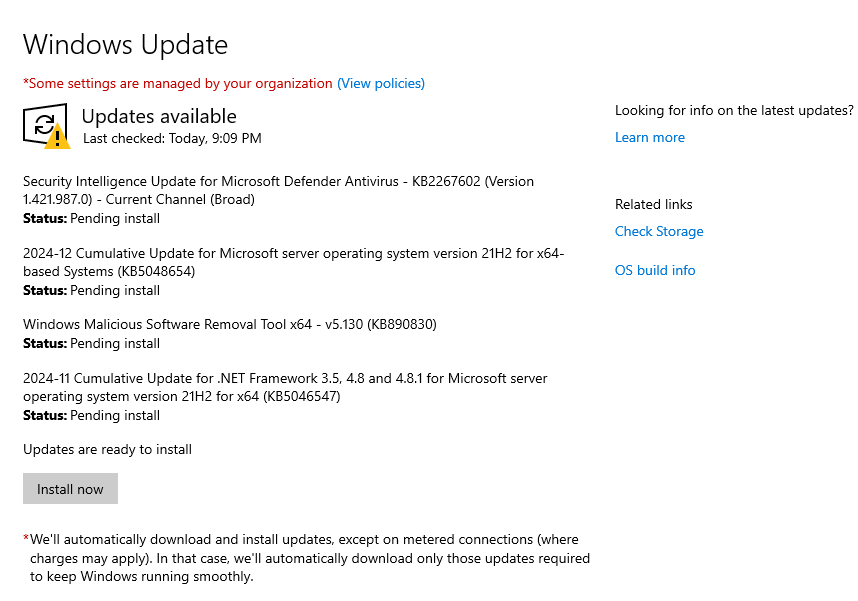 Windows Update
*Some settings are managed by your organization (View policies)
Updates available
Last checked: Today, 9:09 PM
Security Intelligence Update for Microsoft Defender Antivirus - KB2267602 (Version
1.421.987.0) - Current Channel (Broad)
Status: Pending install
2024-12 Cumulative Update for Microsoft server operating system version 21H2 for x64-
based Systems (KB5048654)
Status: Pending install
Windows Malicious Software Removal Tool x64 - v5.130 (KB890830)
Status: Pending install
2024-11 Cumulative Update for .NET Framework 3.5, 4.8 and 4.8.1 for Microsoft server
operating system version 21H2 for x64 (KB5046547)
Status: Pending install
Updates are ready to install
Install now
*We'll automatically download and install updates, except on metered connections (where
charges may apply). In that case, we'll automatically download only those updates required
to keep Windows running smoothly.
Looking for info on the latest updates?
Learn more
Related links
Check Storage
OS build info